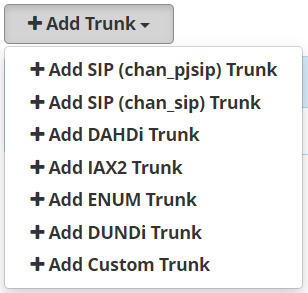 + Add Trunk
+ Add SIP (chan_pjsip) Trunk
+ Add SIP (chan_sip) Trunk
+ Add DAHDi Trunk
+ Add IAX2 Trunk
+ Add ENUM Trunk
+ Add DUNDi Trunk
+ Add Custom Trunk